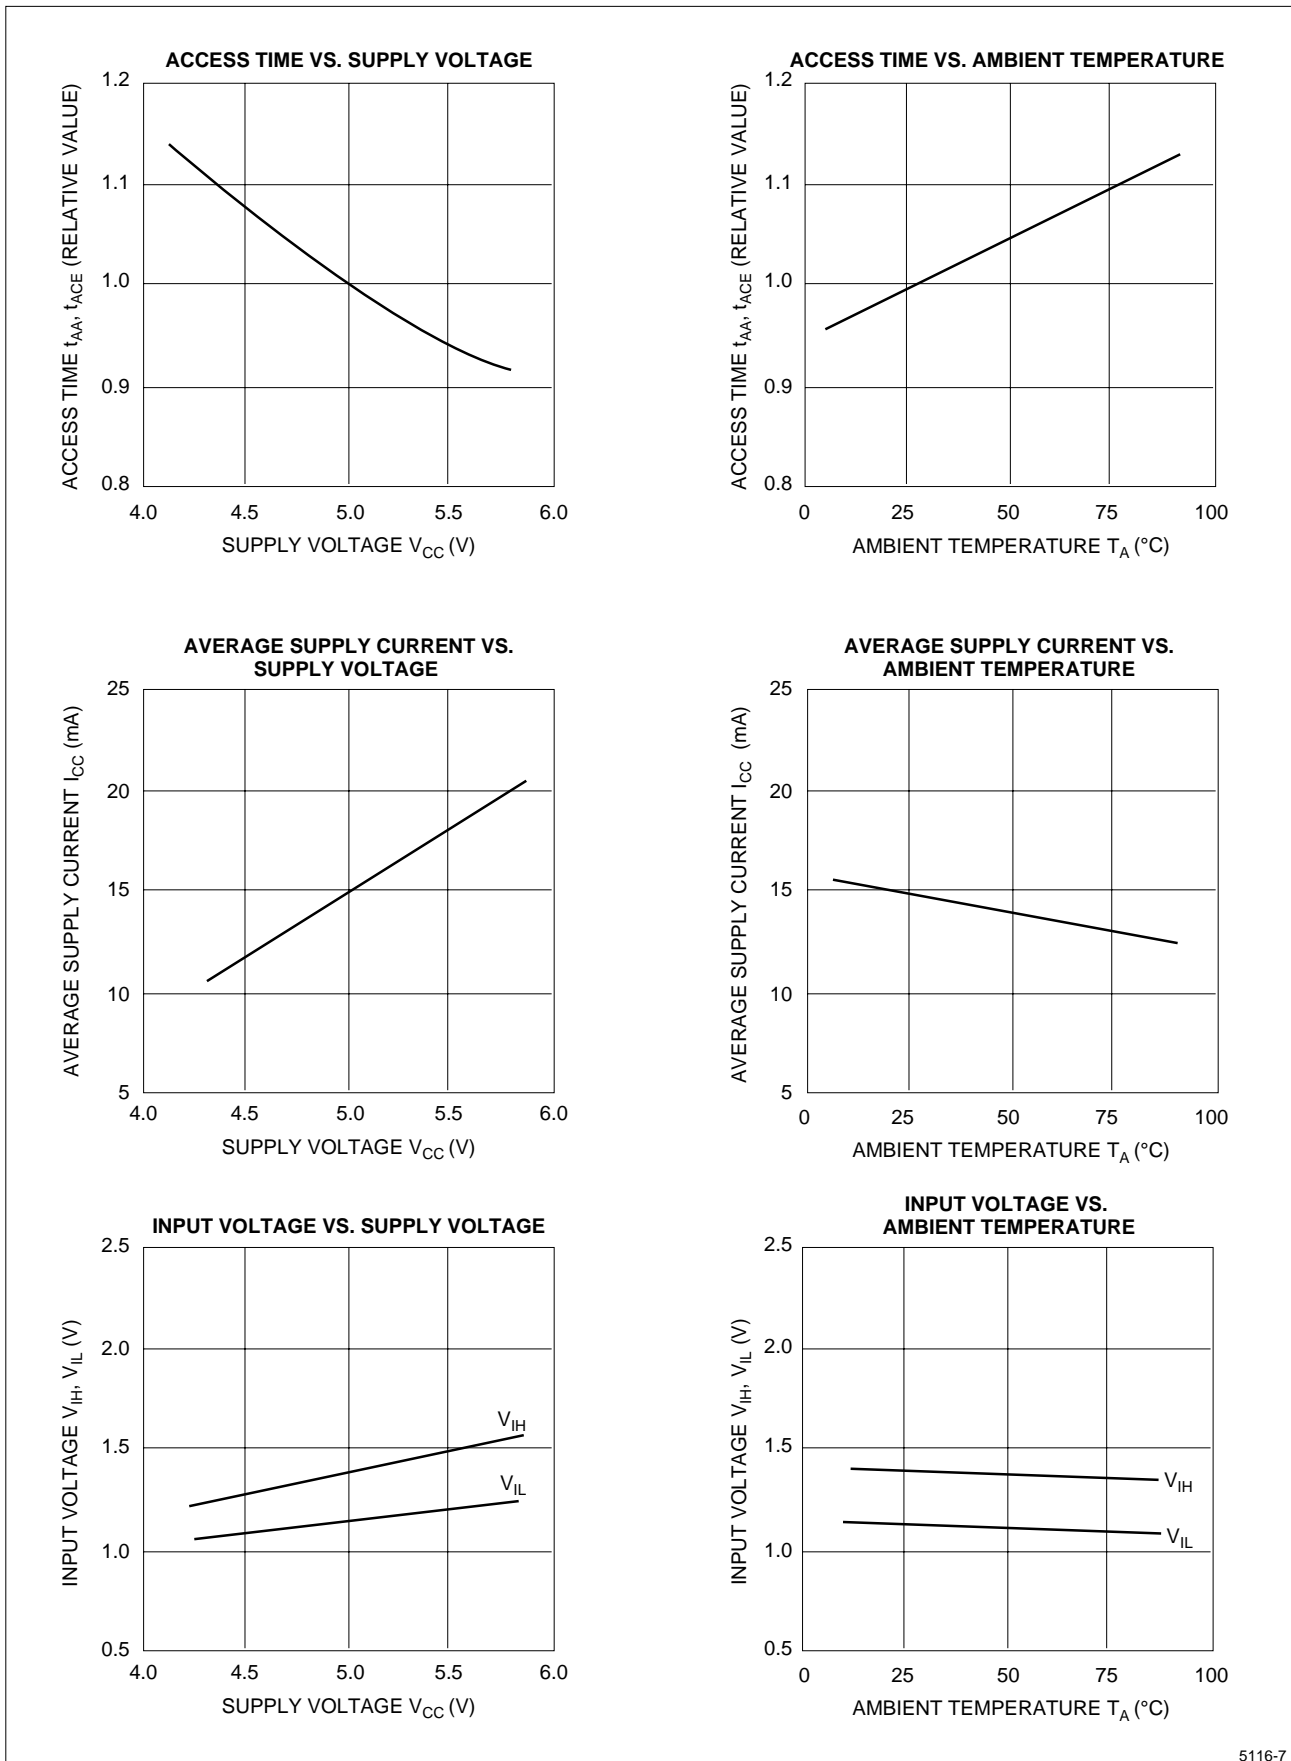 ACCESS TIME VS. SUPPLY VOLTAGE
1.2
1.1
1.0
0.9
0.8
ACCESS TIME tAA, tACE (RELATIVE VALUE)
4.0 4.5 5.0 5.5 6.0
SUPPLY VOLTAGE VCC (V)
ACCESS TIME VS. AMBIENT TEMPERATURE
1.2
1.1
1.0
0.9
0.8
ACCESS TIME tAA, tACE (RELATIVE VALUE)
0 25 50 75 100
AMBIENT TEMPERATURE TA (°C)
AVERAGE SUPPLY CURRENT VS.
SUPPLY VOLTAGE
25
20
15
10
5
AVERAGE SUPPLY CURRENT ICC (mA)
4.0 4.5 5.0 5.5 6.0
SUPPLY VOLTAGE VCC (V)
AVERAGE SUPPLY CURRENT VS.
AMBIENT TEMPERATURE
25
20
15
10
5
AVERAGE SUPPLY CURRENT ICC (mA)
0 25 50 75 100
AMBIENT TEMPERATURE TA (°C)
INPUT VOLTAGE VS. SUPPLY VOLTAGE
2.5
2.0
1.5
1.0
0.5
INPUT VOLTAGE VIH, VIL (V)
VIH
VIL
4.0 4.5 5.0 5.5 6.0
SUPPLY VOLTAGE VCC (V)
INPUT VOLTAGE VS.
AMBIENT TEMPERATURE
2.5
2.0
1.5
1.0
0.5
INPUT VOLTAGE VIH, VIL (V)
VIH
VIL
0 25 50 75 100
AMBIENT TEMPERATURE TA (°C)
5116-7